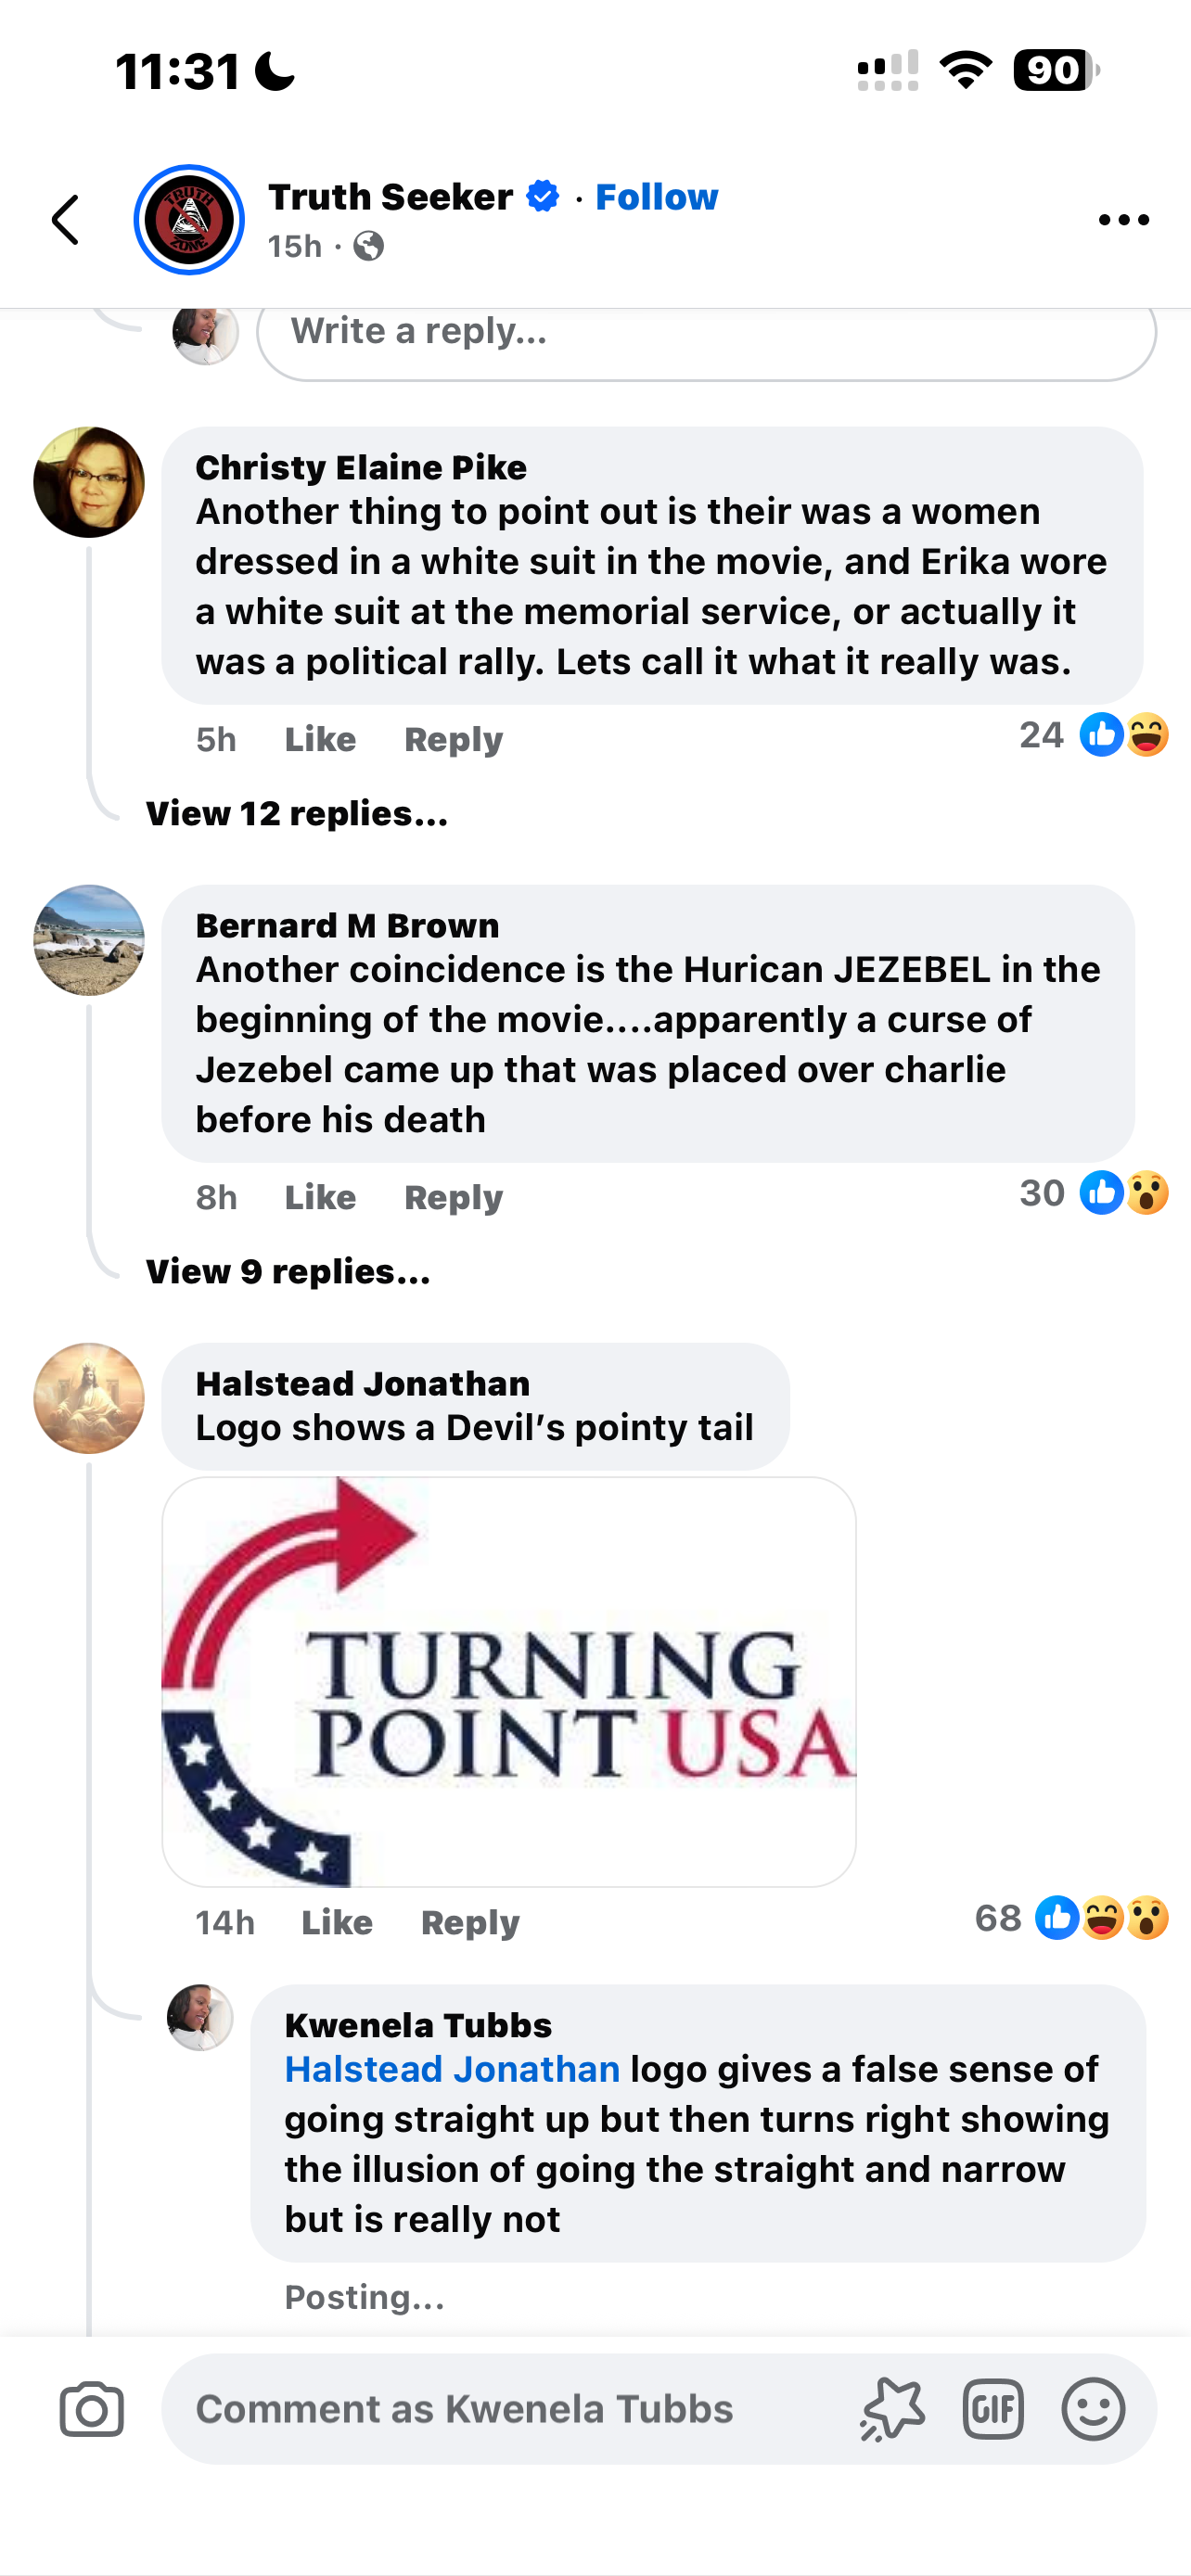 11:31
90
Truth Seeker · Follow
15h ·
TRUTH
ZONE
Write a reply...
Christy Elaine Pike
Another thing to point out is their was a women
dressed in a white suit in the movie, and Erika wore
a white suit at the memorial service, or actually it
was a political rally. Lets call it what it really was.
5h Like Reply 24
View 12 replies...
Bernard M Brown
Another coincidence is the Hurican JEZEBEL in the
beginning of the movie....apparently a curse of
Jezebel came up that was placed over charlie
before his death
8h Like Reply 30
View 9 replies...
Halstead Jonathan
Logo shows a Devil’s pointy tail
TURNING
POINT USA
14h Like Reply 68
Kwenela Tubbs
Halstead Jonathan logo gives a false sense of
going straight up but then turns right showing
the illusion of going the straight and narrow
but is really not
Posting...
Comment as Kwenela Tubbs GIF